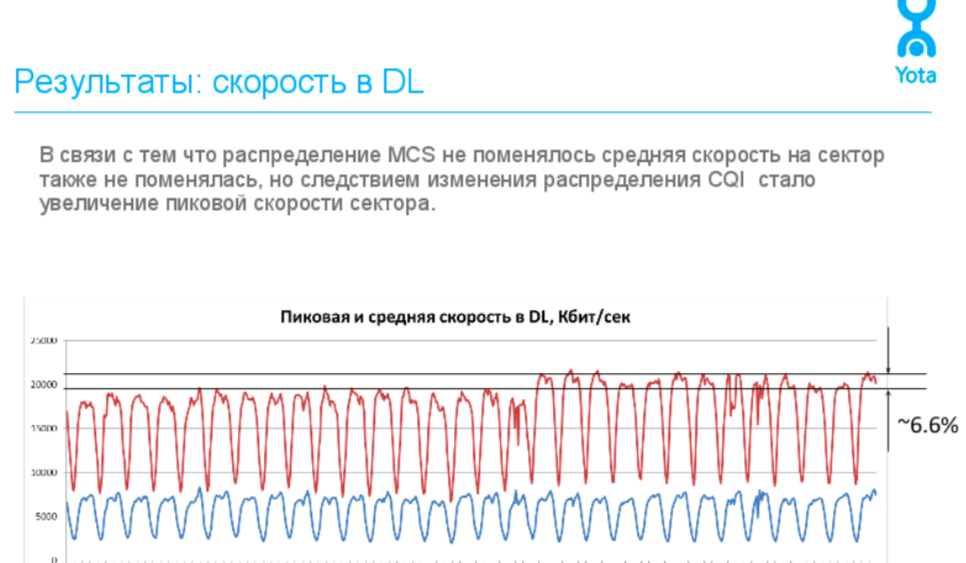 Yota
Результаты: скорость в DL
В связи с тем что распределение MCS не поменялось средняя скорость на сектор
также не поменялась, но следствием изменения распределения CQI стало
увеличение пиковой скорости сектора.
Пиковая и средняя скорость в DL, Кбит/сек
25000
20000
15000
10000
5000
0
~6.6%